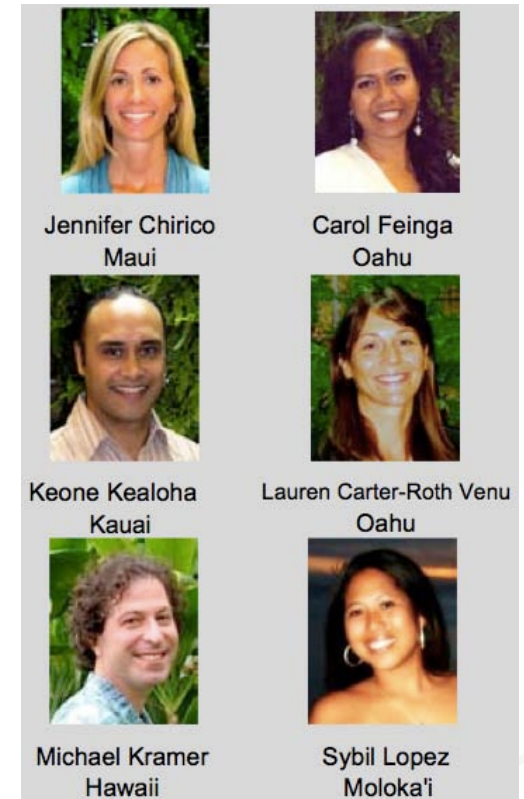 Jennifer Chirico
Maui
Carol Feinga
Oahu
Keone Kealoha
Kauai
Lauren Carter-Roth Venu
Oahu
Michael Kramer
Hawaii
Sybil Lopez
Moloka'i